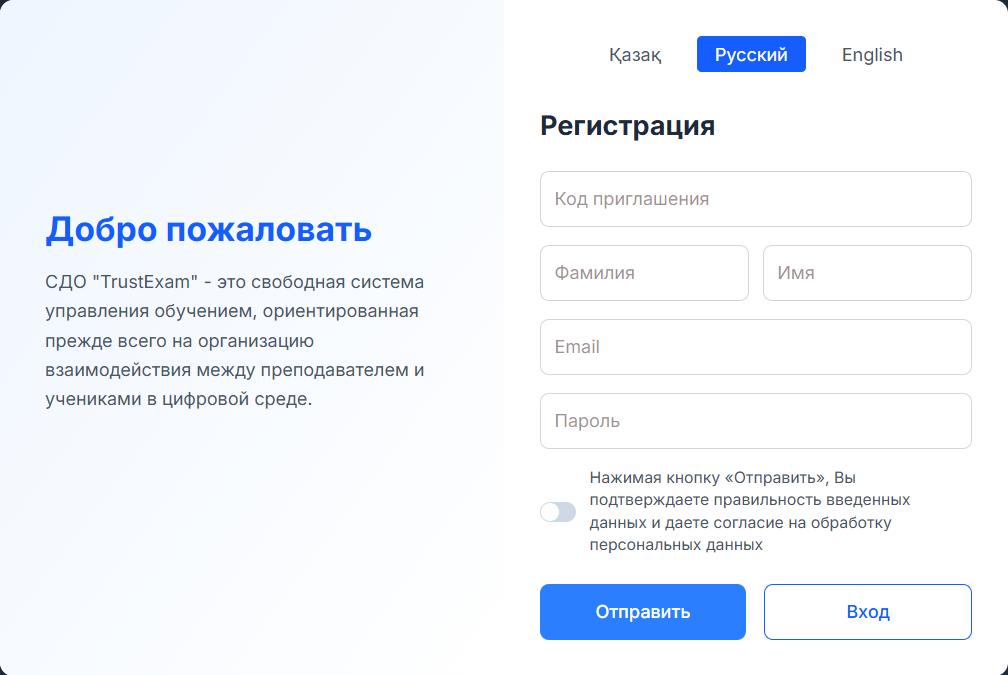 Қазақ Русский English
Регистрация
Добро пожаловать
СДО "TrustExam" - это свободная система
управления обучением, ориентированная
прежде всего на организацию
взаимодействия между преподавателем и
учениками в цифровой среде.
Код приглашения
Фамилия Имя
Email
Пароль
Нажимая кнопку «Отправить», Вы
подтверждаете правильность введенных
данных и даете согласие на обработку
персональных данных
Отправить Вход